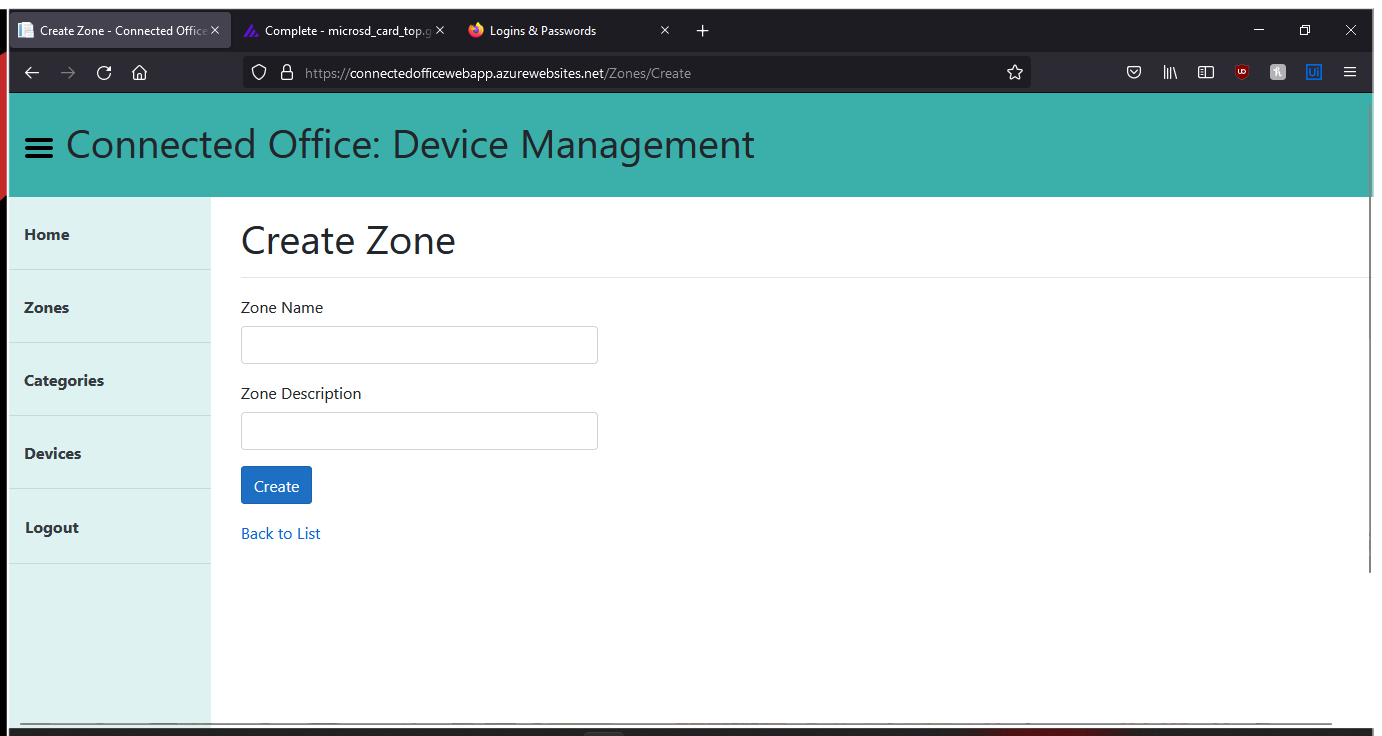 Create Zone - Connected Office
Complete - microsd_card_top.g
Logins & Passwords
https://connectedofficewebapp.azurewebsites.net/Zones/Create
Connected Office: Device Management
Home
Zones
Categories
Devices
Logout
Create Zone
Zone Name
Zone Description
Create
Back to List